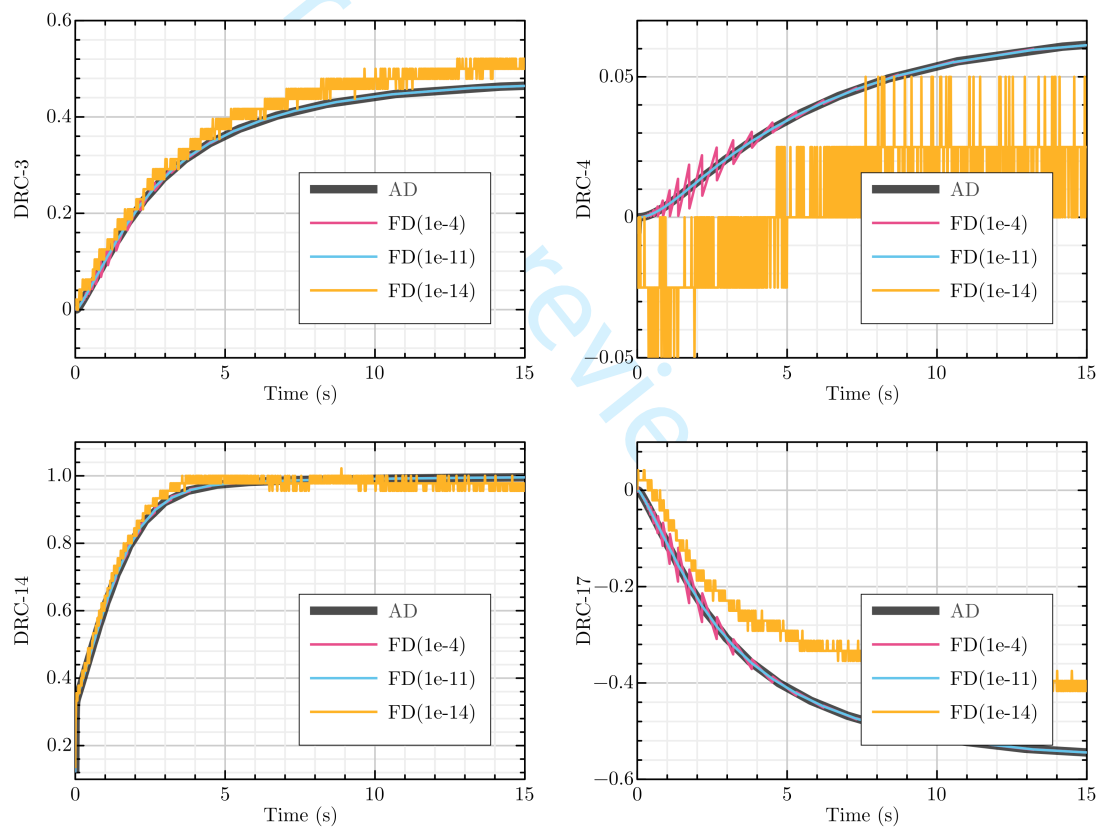 0.6
0.4
0.2
0
DRC-3
0
5
10
15
Time (s)
AD
FD(1e-4)
FD(1e-11)
FD(1e-14)
0.05
0
−0.05
DRC-4
0
5
10
15
Time (s)
AD
FD(1e-4)
FD(1e-11)
FD(1e-14)
review
1.0
0.8
0.6
0.4
0.2
DRC-14
0
5
10
15
Time (s)
AD
FD(1e-4)
FD(1e-11)
FD(1e-14)
0
−0.2
−0.4
−0.6
DRC-17
0
5
10
15
Time (s)
AD
FD(1e-4)
FD(1e-11)
FD(1e-14)